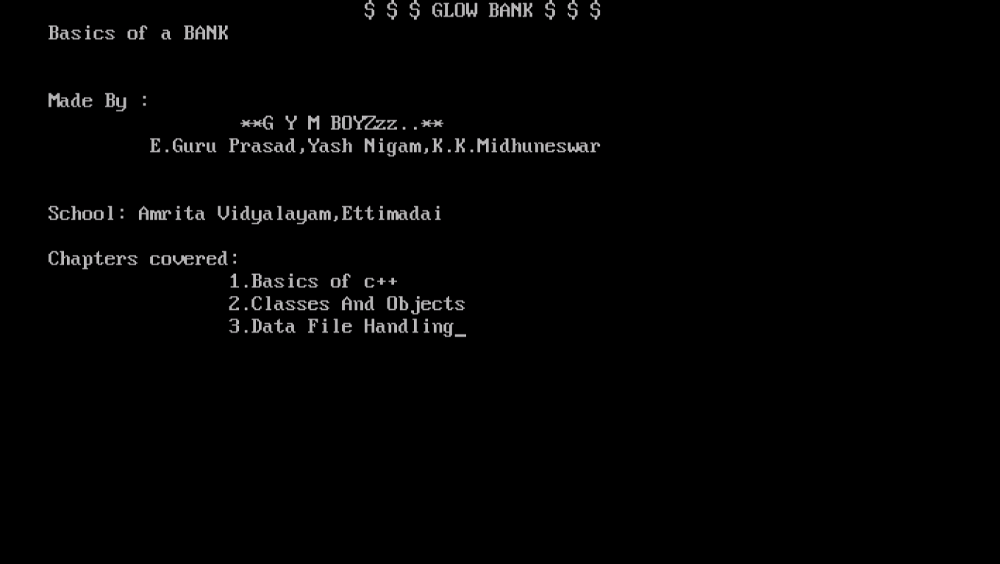 $ $ $ GLOW BANK $ $ $
Basics of a BANK
Made By :
**G Y M BOYZzz..**
E.Guru Prasad,Yash Nigam,K.K.Midhuneswar
School: Amrita Vidyalayam,Ettimadai
Chapters covered:
1.Basics of c++
2.Classes And Objects
3.Data File Handling_